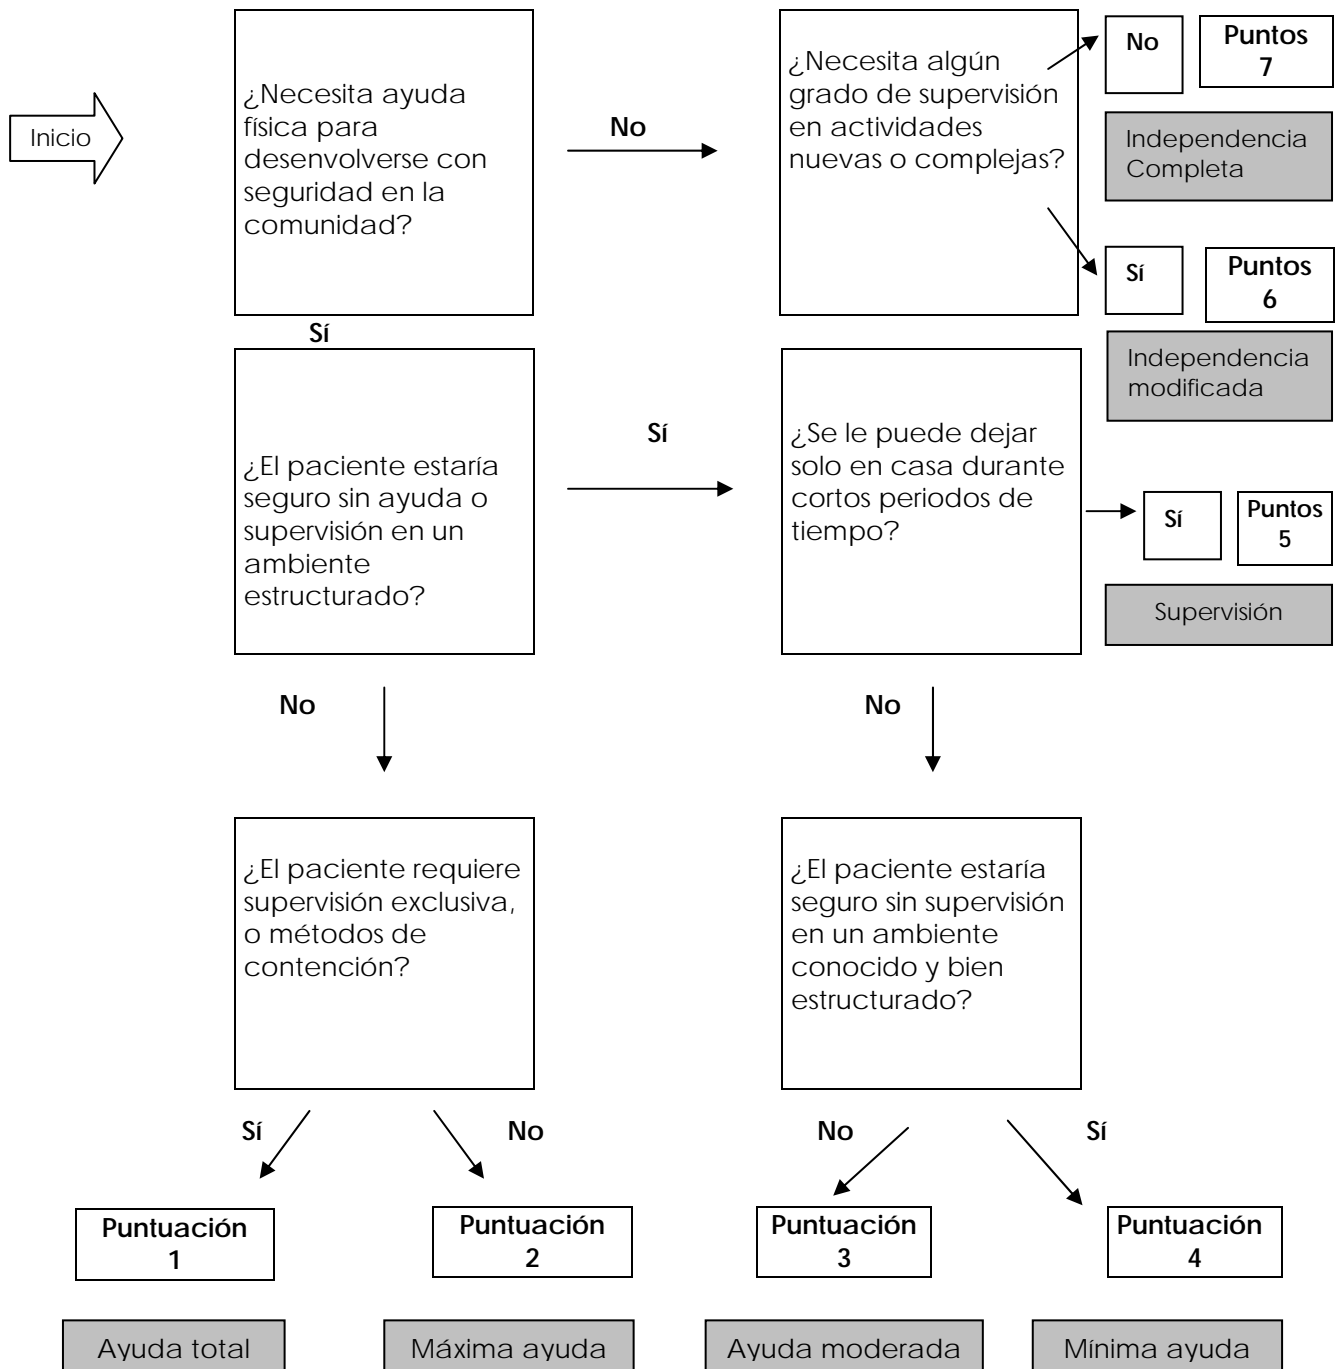 Inicio
¿Necesita ayuda
física para
desenvolverse con
seguridad en la
comunidad?
No
¿Necesita algún
grado de supervisión
en actividades
nuevas o complejas?
No
Puntos
7
Independencia
Completa
Sí
Puntos
6
Independencia
modificada
Sí
¿El paciente estaría
seguro sin ayuda o
supervisión en un
ambiente
estructurado?
Sí
¿Se le puede dejar
solo en casa durante
cortos periodos de
tiempo?
Sí
Puntos
5
Supervisión
No
No
¿El paciente requiere
supervisión exclusiva,
o métodos de
contención?
¿El paciente estaría
seguro sin supervisión
en un ambiente
conocido y bien
estructurado?
Sí
No
No
Sí
Puntuación
1
Puntuación
2
Puntuación
3
Puntuación
4
Ayuda total
Máxima ayuda
Ayuda moderada
Mínima ayuda